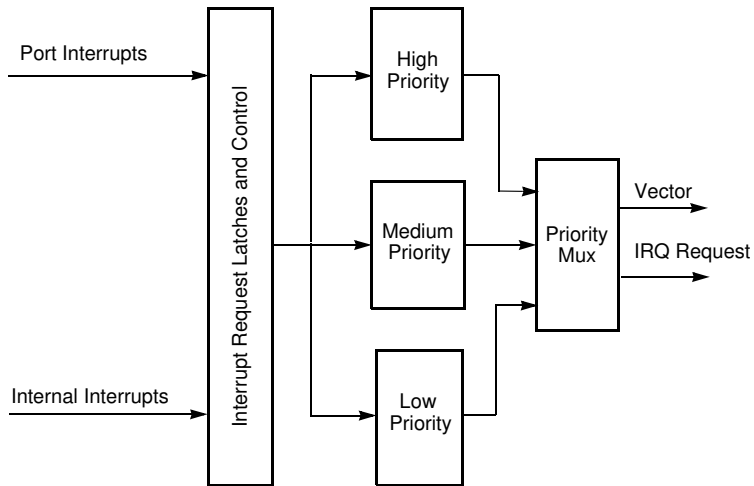 Port Interrupts
Internal Interrupts
Interrupt Request Latches and Control
High
Priority
Medium
Priority
Low
Priority
Priority
Mux
Vector
IRQ Request